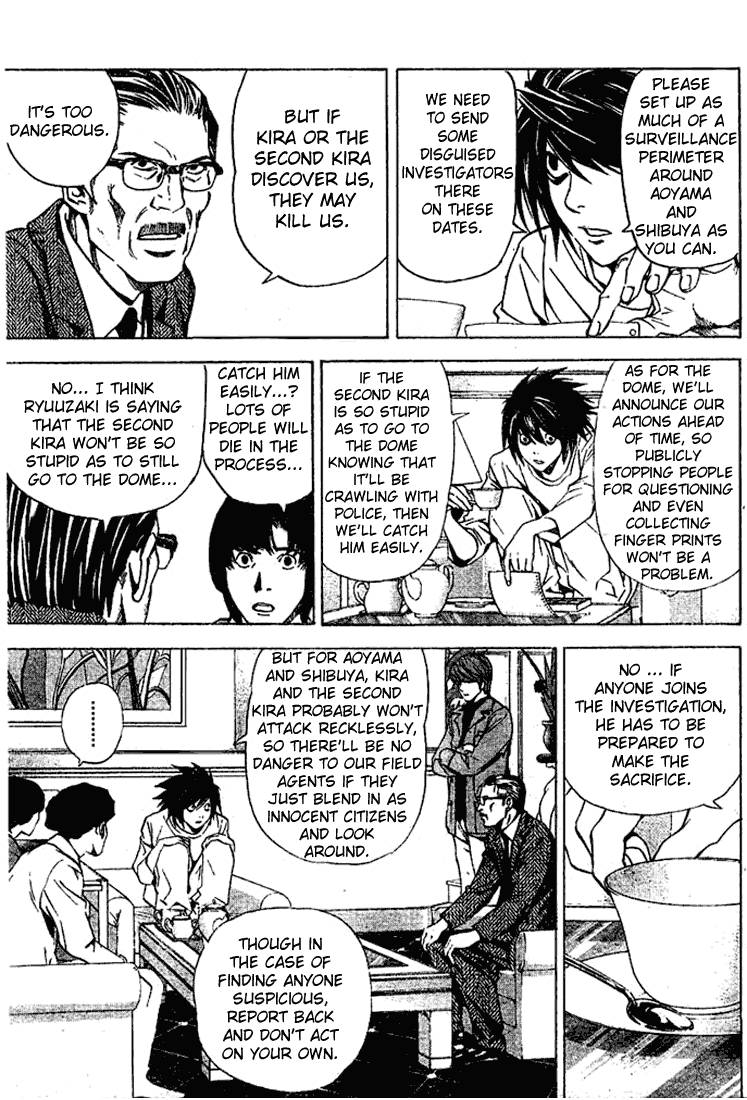 PLEASE
SET UP AS
MUCH OF A
SURVEILLANCE
PERIMETER
AROUND
AOYAMA
AND
SHIBUYA AS
YOU CAN.
WE NEED
TO SEND
SOME
DISGUISED
INVESTIGATORS
THERE
ON THESE
DATES.
BUT IF
KIRA OR THE
SECOND KIRA
DISCOVER US,
THEY MAY
KILL US.
IT'S TOO
DANGEROUS.
AS FOR THE
DOME, WE'LL
ANNOUNCE OUR
ACTIONS AHEAD
OF TIME, SO
PUBLICLY
STOPPING PEOPLE
FOR QUESTIONING
AND EVEN
COLLECTING
FINGER PRINTS
WON'T BE A
PROBLEM.
IF THE
SECOND KIRA
IS SO STUPID
AS TO GO TO
THE DOME
KNOWING THAT
IT'LL BE
CRAWLING WITH
POLICE, THEN
WE'LL CATCH
HIM EASILY.
CATCH HIM
EASILY...?
LOTS OF
PEOPLE WILL
DIE IN THE
PROCESS...
NO... I THINK
RYUUZAKI IS SAYING
THAT THE SECOND
KIRA WON'T BE SO
STUPID AS TO STILL
GO TO THE DOME...
NO ... IF
ANYONE JOINS
THE INVESTIGATION,
HE HAS TO BE
PREPARED TO
MAKE THE
SACRIFICE.
BUT FOR AOYAMA
AND SHIBUYA, KIRA
AND THE SECOND
KIRA PROBABLY WON'T
ATTACK RECKLESSLY,
SO THERE'LL BE NO
DANGER TO OUR FIELD
AGENTS IF THEY
JUST BLEND IN AS
INNOCENT CITIZENS
AND LOOK
AROUND.
THOUGH IN
THE CASE OF
FINDING ANYONE
SUSPICIOUS,
REPORT BACK
AND DON'T ACT
ON YOUR OWN.
........